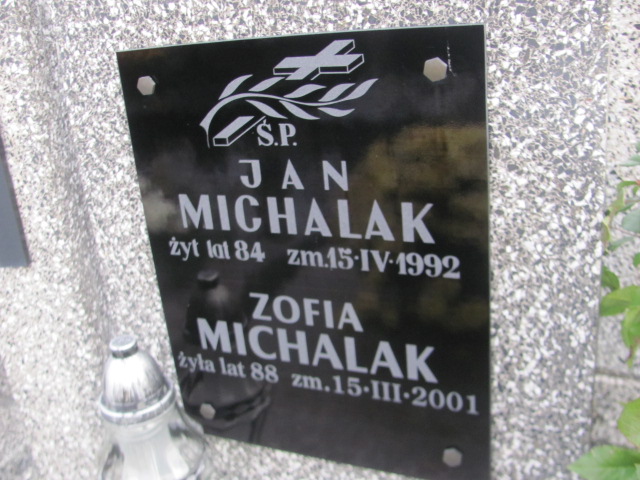 Ś.P.
JAN
MICHALAK
żył lat 84 zm.15·IV·1992
ZOFIA
MICHALAK
żyła lat 88 zm.15·III·2001